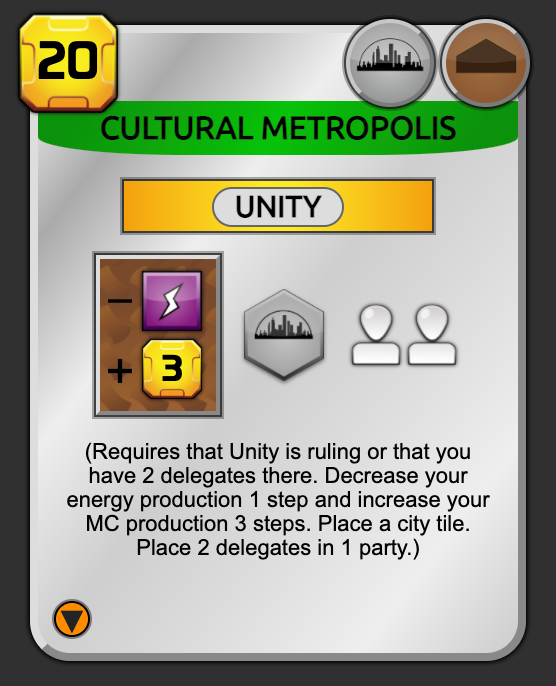 20
CULTURAL METROPOLIS
UNITY
−
+ 3
(Requires that Unity is ruling or that you
have 2 delegates there. Decrease your
energy production 1 step and increase your
MC production 3 steps. Place a city tile.
Place 2 delegates in 1 party.)